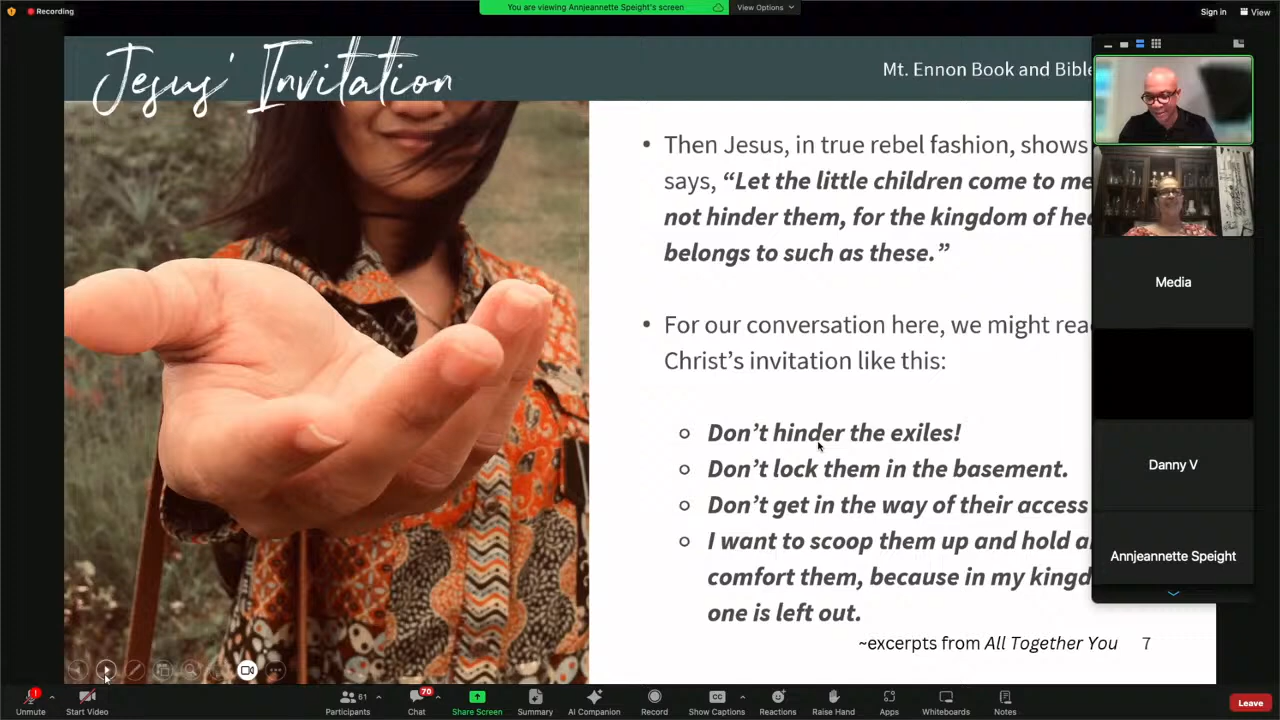 Recording
You are viewing Annjeannette Speight's screen
View Options
Sign in
View
Jesus' Invitation
Mt. Ennon Book and Bible
• Then Jesus, in true rebel fashion, shows
says, “Let the little children come to me
not hinder them, for the kingdom of hea
belongs to such as these.”
• For our conversation here, we might read
Christ’s invitation like this:
Don’t hinder the exiles!
Don’t lock them in the basement.
Don’t get in the way of their access
I want to scoop them up and hold a
comfort them, because in my kingd
one is left out.
~excerpts from All Together You
7
Media
Danny V
Annjeannette Speight
Unmute
Start Video
61
Participants
70
Chat
Share Screen
Summary
AI Companion
Record
CC
Show Captions
Reactions
Raise Hand
Apps
Whiteboards
Notes
Leave